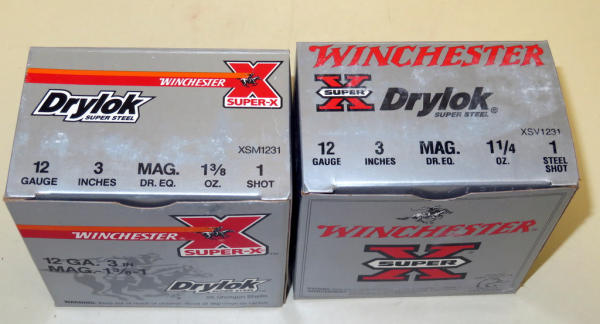 WINCHESTER
X
SUPER-X
Drylok
SUPER STEEL
XSM1231
12 3 MAG. 1 3/8 1
GAUGE INCHES DR. EQ. OZ. SHOT
WINCHESTER
X
SUPER-X
12 GA. 3 IN
MAG.-1 3/8-1
Drylok
WINCHESTER
X
SUPER
Drylok®
SUPER STEEL
XSV1231
12 3 MAG. 1 1/4 1
GAUGE INCHES DR. EQ. OZ. STEEL
SHOT
WINCHESTER
X
SUPER